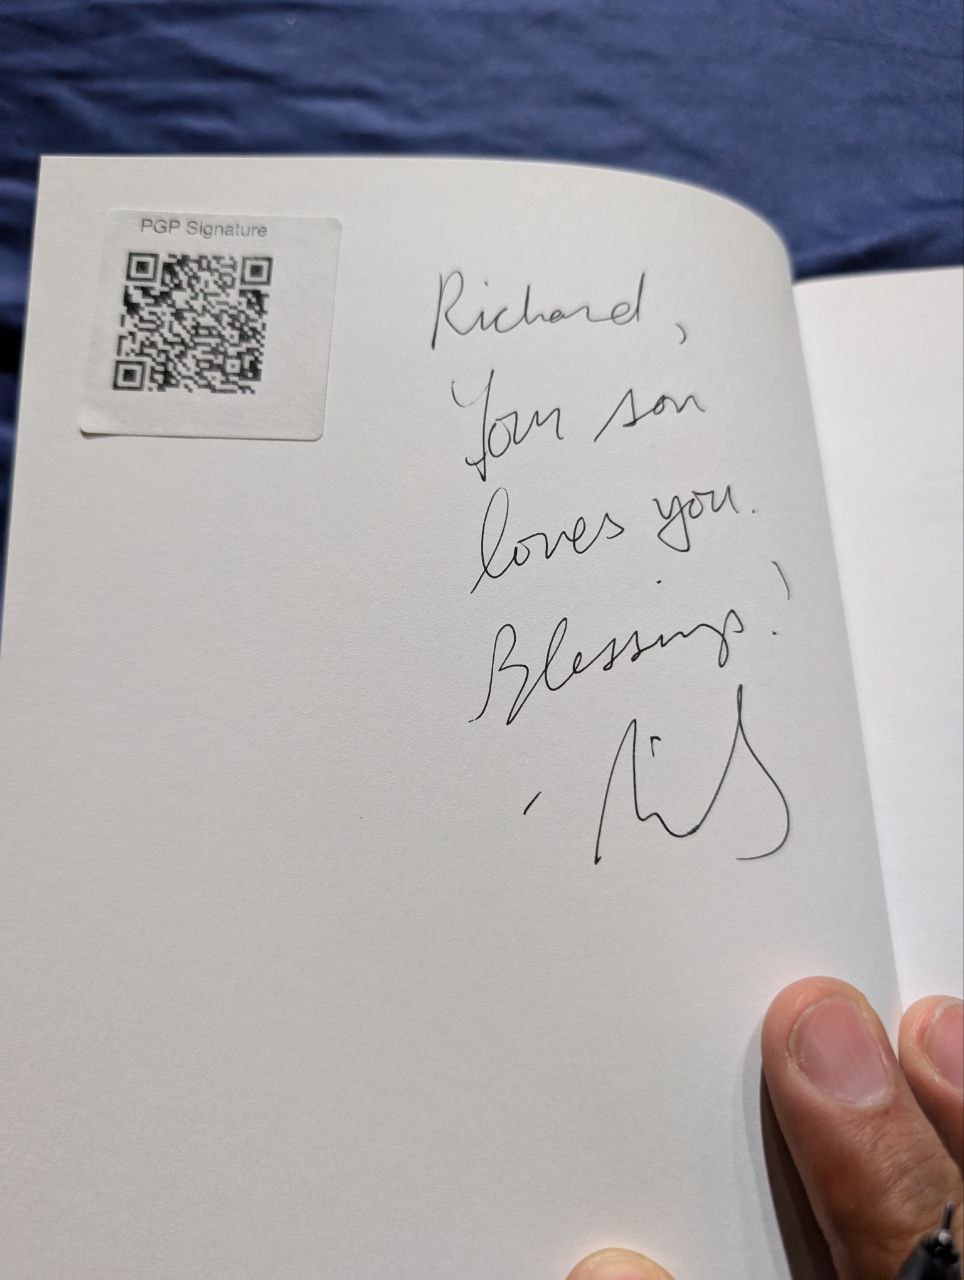 PGP Signature
Richard,
Your son
loves you.
Blessings!